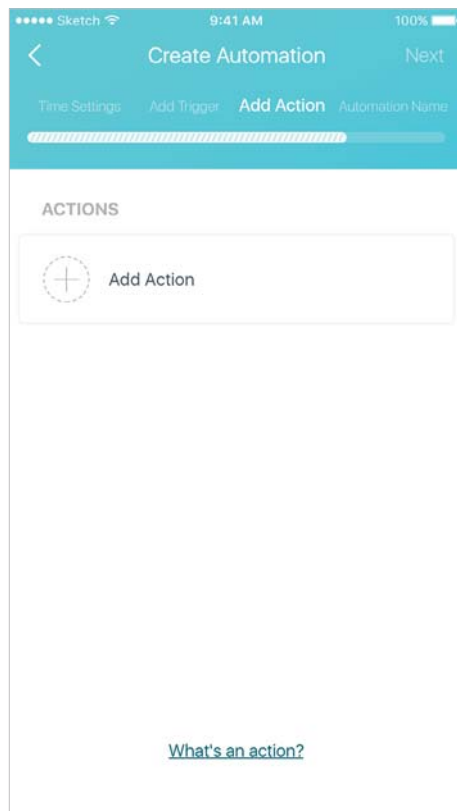 Sketch 9:41 AM 100%
Create Automation Next
Time Settings Add Trigger Add Action Automation Name
ACTIONS
Add Action
What's an action?